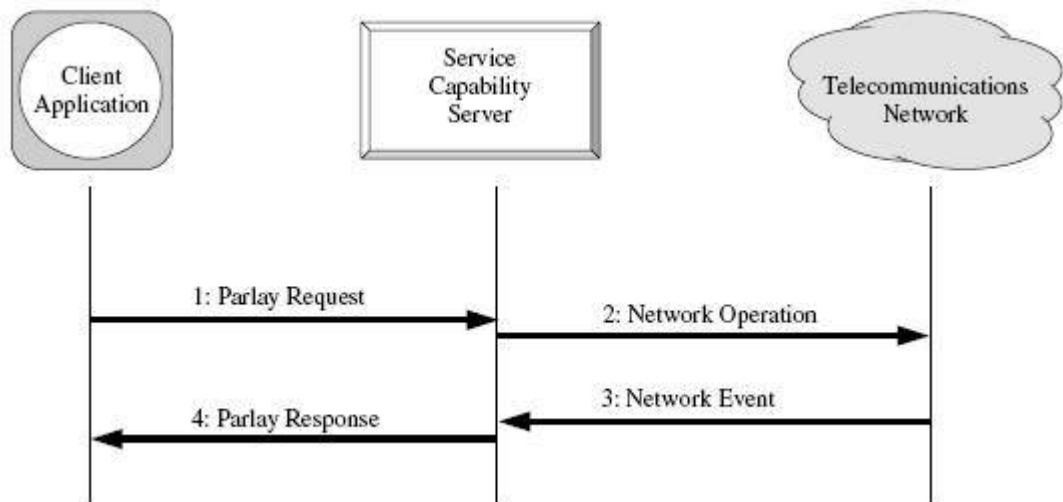 Client
Application
Service
Capability
Server
Telecommunications
Network
1: Parlay Request
2: Network Operation
3: Network Event
4: Parlay Response